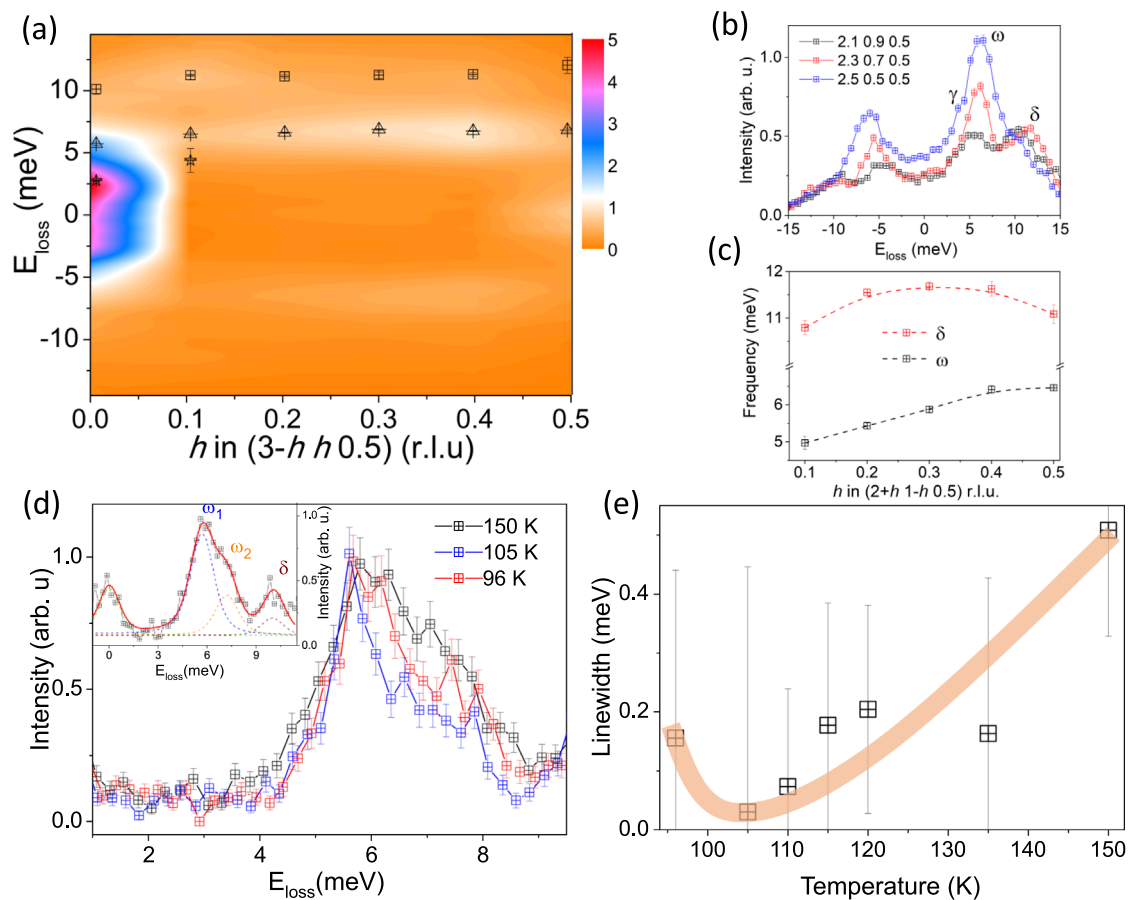 (a)
10
5
0
-5
-10
E_loss (meV)
0.0 0.1 0.2 0.3 0.4 0.5
h in (3-h h 0.5) (r.l.u)
5
4
3
2
1
0
(b)
2.1 0.9 0.5
2.3 0.7 0.5
2.5 0.5 0.5
ω
γ
δ
1.0
0.5
0.0
Intensity (arb. u.)
-15 -10 -5 0 5 10 15
E_loss (meV)
(c)
12
11
6
5
Frequency (meV)
δ
ω
0.1 0.2 0.3 0.4 0.5
h in (2+h 1-h 0.5) r.l.u.
(d)
ω1
ω2
δ
1.0
0.5
0.0
Intensity (arb. u.)
0 3 6 9
E_loss(meV)
150 K
105 K
96 K
1.0
0.5
0.0
Intensity (arb. u)
2 4 6 8
E_loss(meV)
(e)
0.4
0.2
0.0
Linewidth (meV)
100 110 120 130 140 150
Temperature (K)